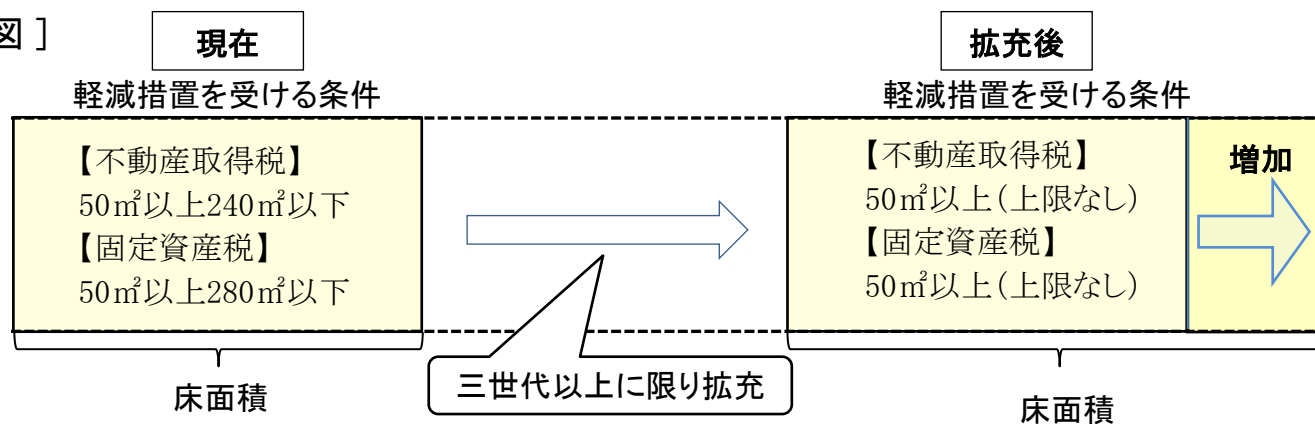 図 ]
現在
軽減措置を受ける条件
【不動産取得税】
50㎡以上240㎡以下
【固定資産税】
50㎡以上280㎡以下
床面積
三世代以上に限り拡充
拡充後
軽減措置を受ける条件
【不動産取得税】
50㎡以上(上限なし)
【固定資産税】
50㎡以上(上限なし)
増加
床面積